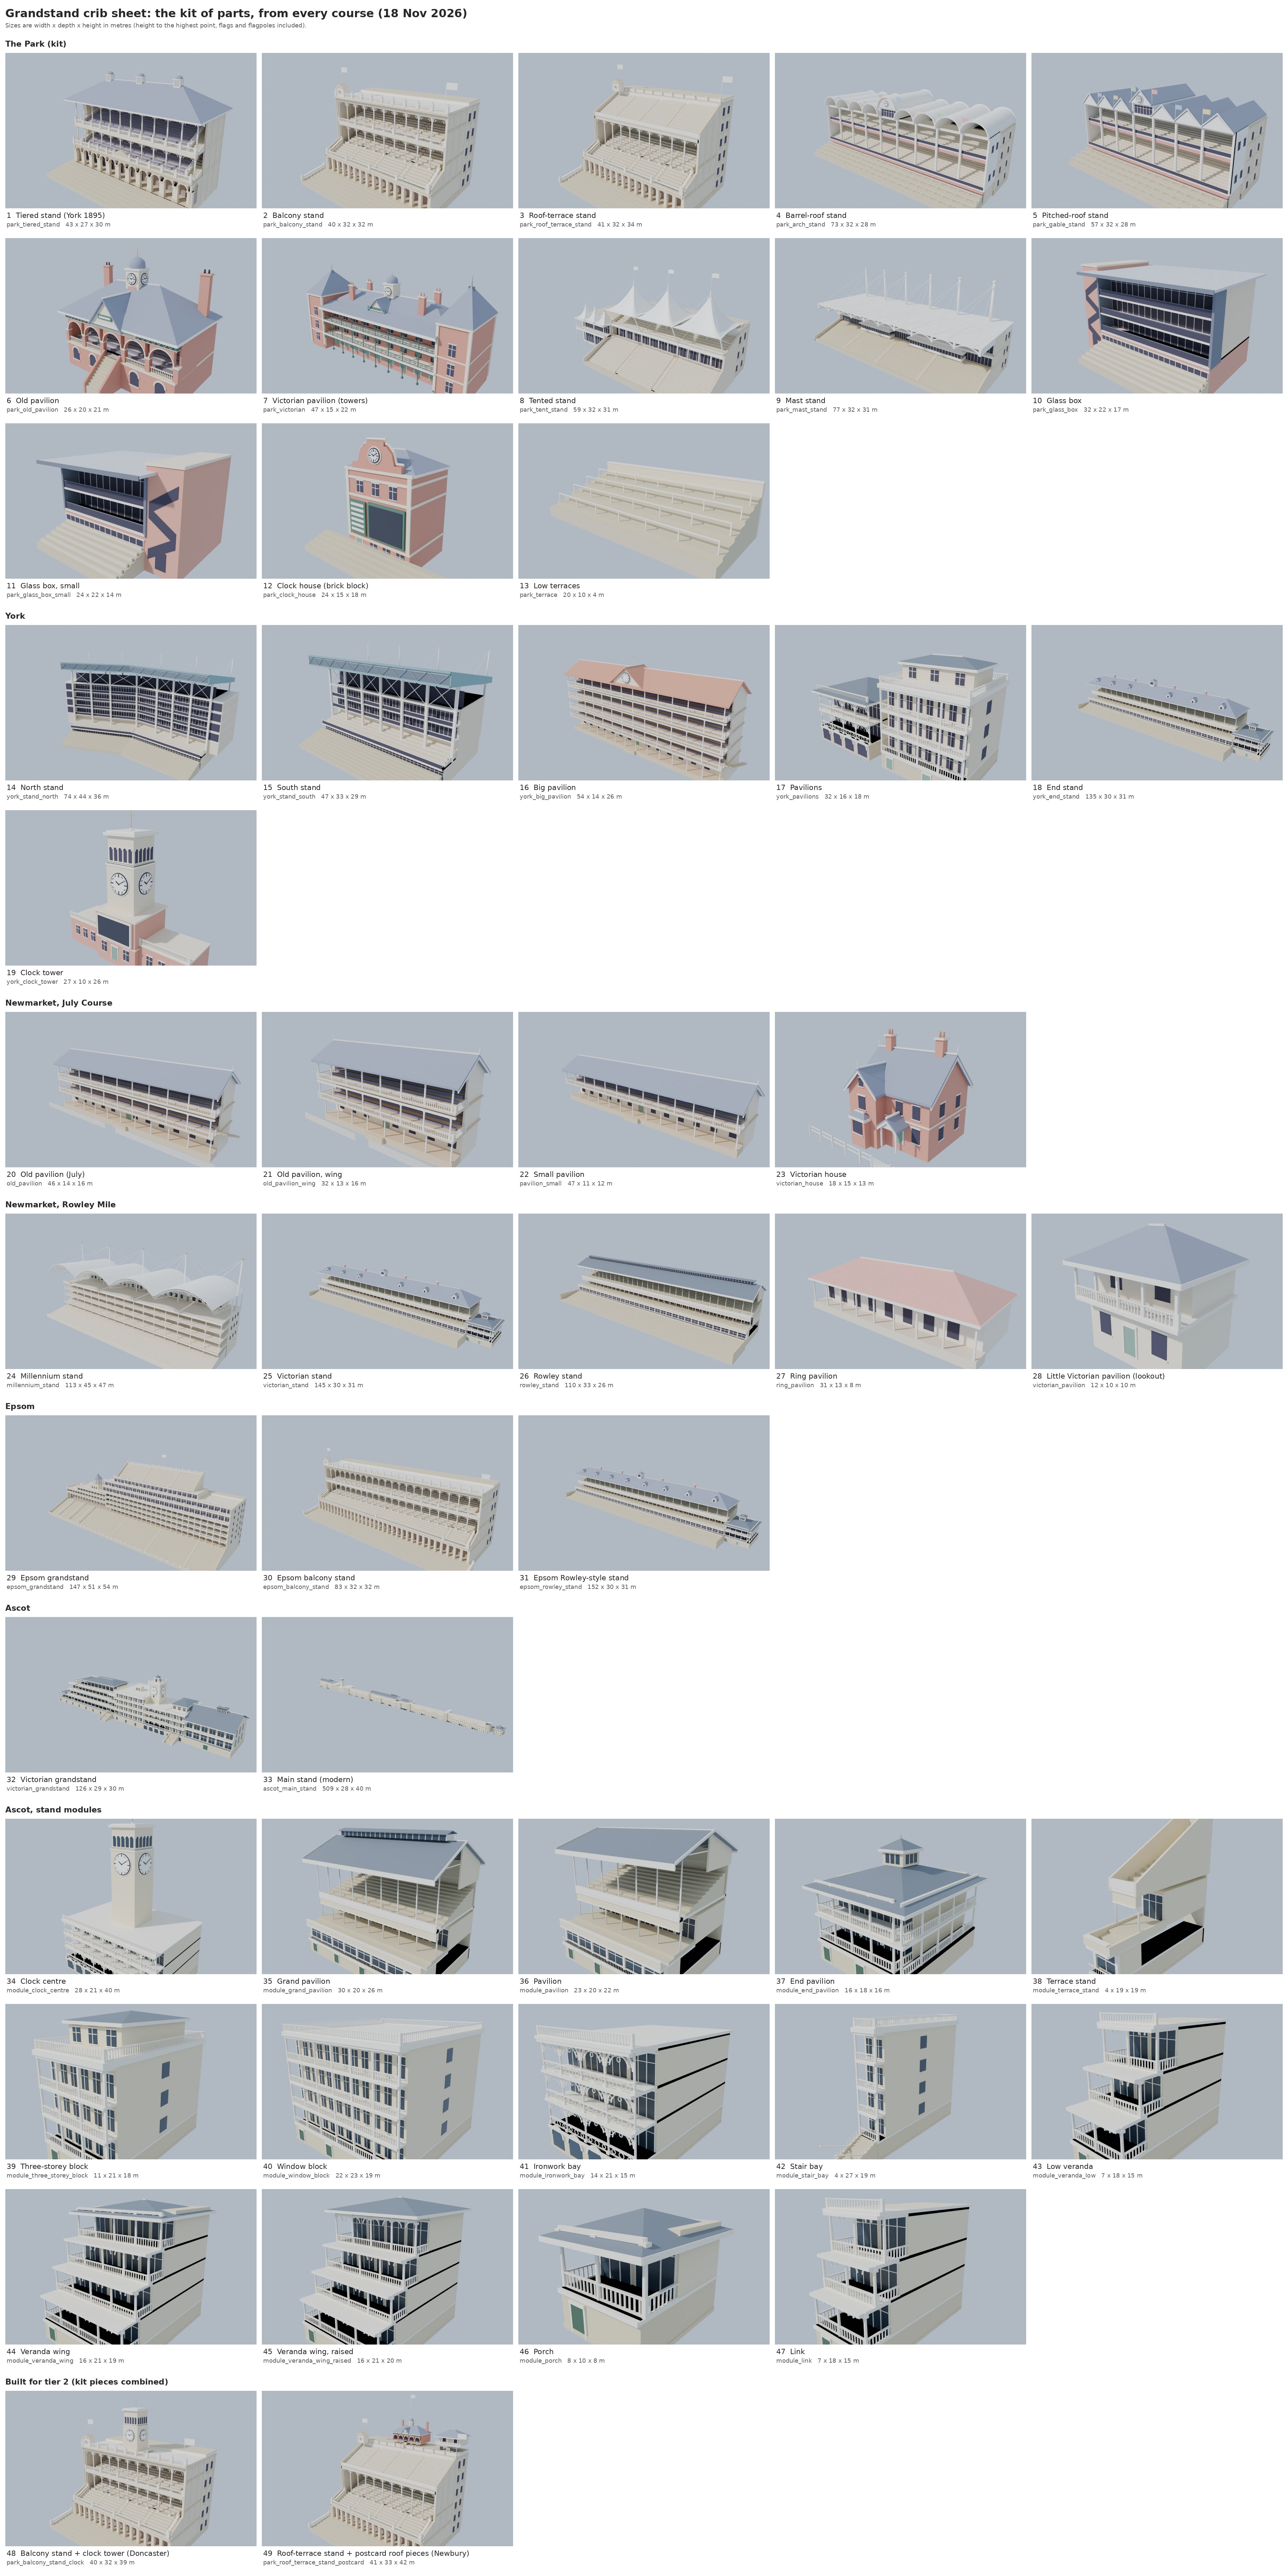 Grandstand crib sheet: the kit of parts, from every course (18 Nov 2026)
Sizes are width x depth x height in metres (height to the highest point, flags and flagpoles included).
The Park (kit)
1 Tiered stand (York 1895)
park_tiered_stand 43 x 27 x 30 m
2 Balcony stand
park_balcony_stand 40 x 32 x 32 m
3 Roof-terrace stand
park_roof_terrace_stand 41 x 32 x 34 m
4 Barrel-roof stand
park_arch_stand 73 x 32 x 28 m
5 Pitched-roof stand
park_gable_stand 57 x 32 x 28 m
6 Old pavilion
park_old_pavilion 26 x 20 x 21 m
7 Victorian pavilion (towers)
park_victorian 47 x 15 x 22 m
8 Tented stand
park_tent_stand 59 x 32 x 31 m
9 Mast stand
park_mast_stand 77 x 32 x 31 m
10 Glass box
park_glass_box 32 x 22 x 17 m
11 Glass box, small
park_glass_box_small 24 x 22 x 14 m
12 Clock house (brick block)
park_clock_house 24 x 15 x 18 m
13 Low terraces
park_terrace 20 x 10 x 4 m
York
14 North stand
york_stand_north 74 x 44 x 36 m
15 South stand
york_stand_south 47 x 33 x 29 m
16 Big pavilion
york_big_pavilion 54 x 14 x 26 m
17 Pavilions
york_pavilions 32 x 16 x 18 m
18 End stand
york_end_stand 135 x 30 x 31 m
19 Clock tower
york_clock_tower 27 x 10 x 26 m
Newmarket, July Course
20 Old pavilion (July)
old_pavilion 46 x 14 x 16 m
21 Old pavilion, wing
old_pavilion_wing 32 x 13 x 16 m
22 Small pavilion
pavilion_small 47 x 11 x 12 m
23 Victorian house
victorian_house 18 x 15 x 13 m
Newmarket, Rowley Mile
24 Millennium stand
millennium_stand 113 x 45 x 47 m
25 Victorian stand
victorian_stand 145 x 30 x 31 m
26 Rowley stand
rowley_stand 110 x 33 x 26 m
27 Ring pavilion
ring_pavilion 31 x 13 x 8 m
28 Little Victorian pavilion (lookout)
victorian_pavilion 12 x 10 x 10 m
Epsom
29 Epsom grandstand
epsom_grandstand 147 x 51 x 54 m
30 Epsom balcony stand
epsom_balcony_stand 83 x 32 x 32 m
31 Epsom Rowley-style stand
epsom_rowley_stand 152 x 30 x 31 m
Ascot
32 Victorian grandstand
victorian_grandstand 126 x 29 x 30 m
33 Main stand (modern)
ascot_main_stand 509 x 28 x 40 m
Ascot, stand modules
34 Clock centre
module_clock_centre 28 x 21 x 40 m
35 Grand pavilion
module_grand_pavilion 30 x 20 x 26 m
36 Pavilion
module_pavilion 23 x 20 x 22 m
37 End pavilion
module_end_pavilion 16 x 18 x 16 m
38 Terrace stand
module_terrace_stand 4 x 19 x 19 m
39 Three-storey block
module_three_storey_block 11 x 21 x 18 m
40 Window block
module_window_block 22 x 23 x 19 m
41 Ironwork bay
module_ironwork_bay 14 x 21 x 15 m
42 Stair bay
module_stair_bay 4 x 27 x 19 m
43 Low veranda
module_veranda_low 7 x 18 x 15 m
44 Veranda wing
module_veranda_wing 16 x 21 x 19 m
45 Veranda wing, raised
module_veranda_wing_raised 16 x 21 x 20 m
46 Porch
module_porch 8 x 10 x 8 m
47 Link
module_link 7 x 18 x 15 m
Built for tier 2 (kit pieces combined)
48 Balcony stand + clock tower (Doncaster)
park_balcony_stand_clock 40 x 32 x 39 m
49 Roof-terrace stand + postcard roof pieces (Newbury)
park_roof_terrace_stand_postcard 41 x 33 x 42 m